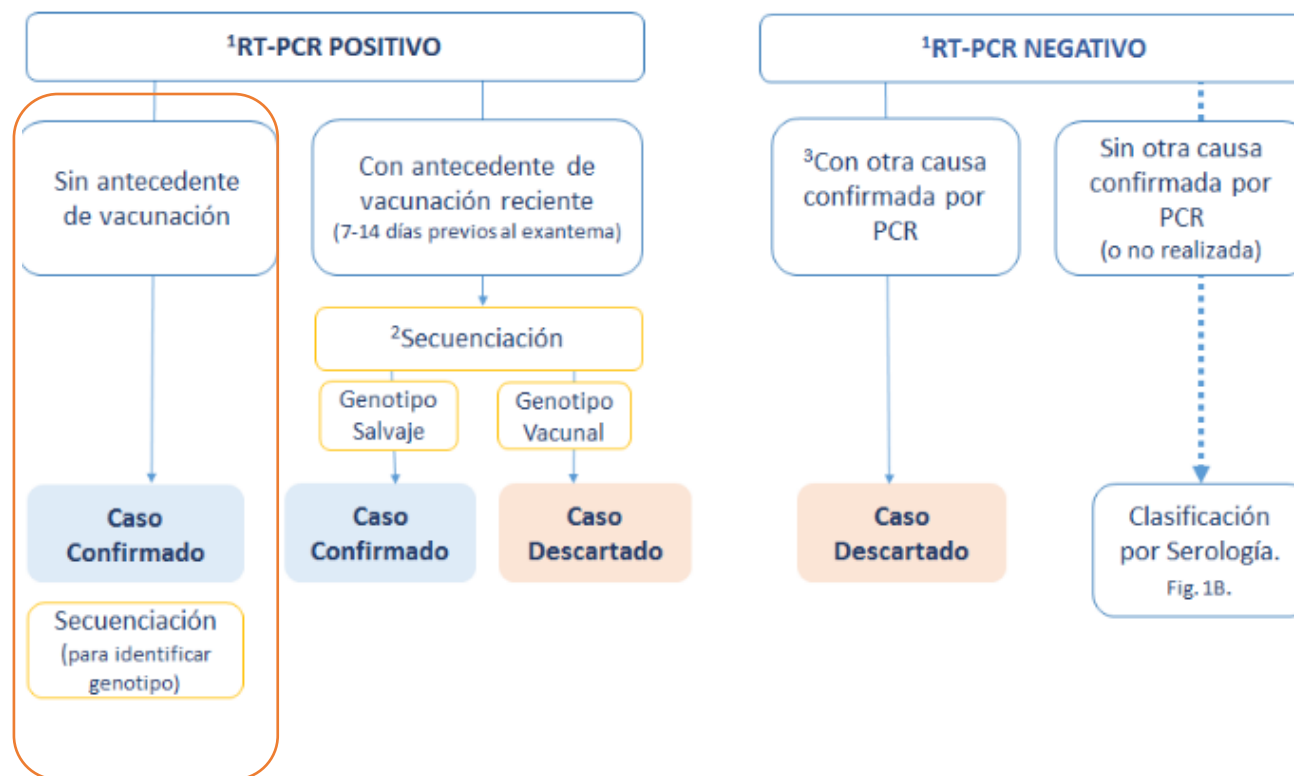 ¹RT-PCR POSITIVO
Sin antecedente
de vacunación
Con antecedente de
vacunación reciente
(7-14 días previos al exantema)
²Secuenciación
Genotipo
Salvaje
Genotipo
Vacunal
Caso
Confirmado
Caso
Confirmado
Caso
Descartado
Secuenciación
(para identificar
genotipo)
¹RT-PCR NEGATIVO
³Con otra causa
confirmada por
PCR
Sin otra causa
confirmada por
PCR
(o no realizada)
Caso
Descartado
Clasificación
por Serología.
Fig. 1B.